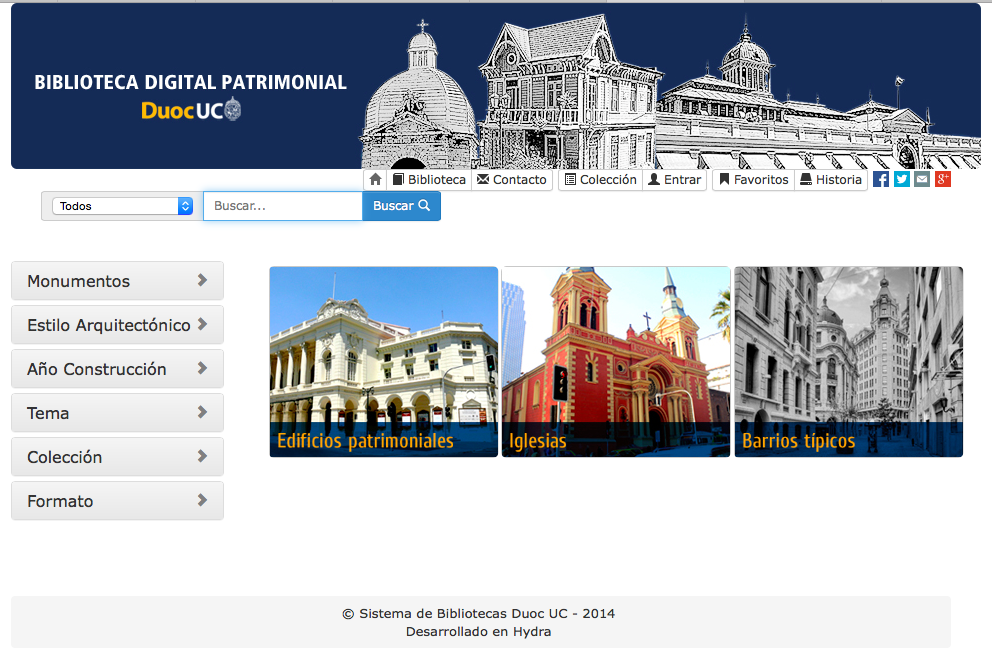 BIBLIOTECA DIGITAL PATRIMONIAL
DuocUC
Biblioteca Contacto Colección Entrar Favoritos Historia
Todos Buscar... Buscar
Monumentos
Estilo Arquitectónico
Año Construcción
Tema
Colección
Formato
Edificios patrimoniales Iglesias Barrios típicos
© Sistema de Bibliotecas Duoc UC - 2014
Desarrollado en Hydra